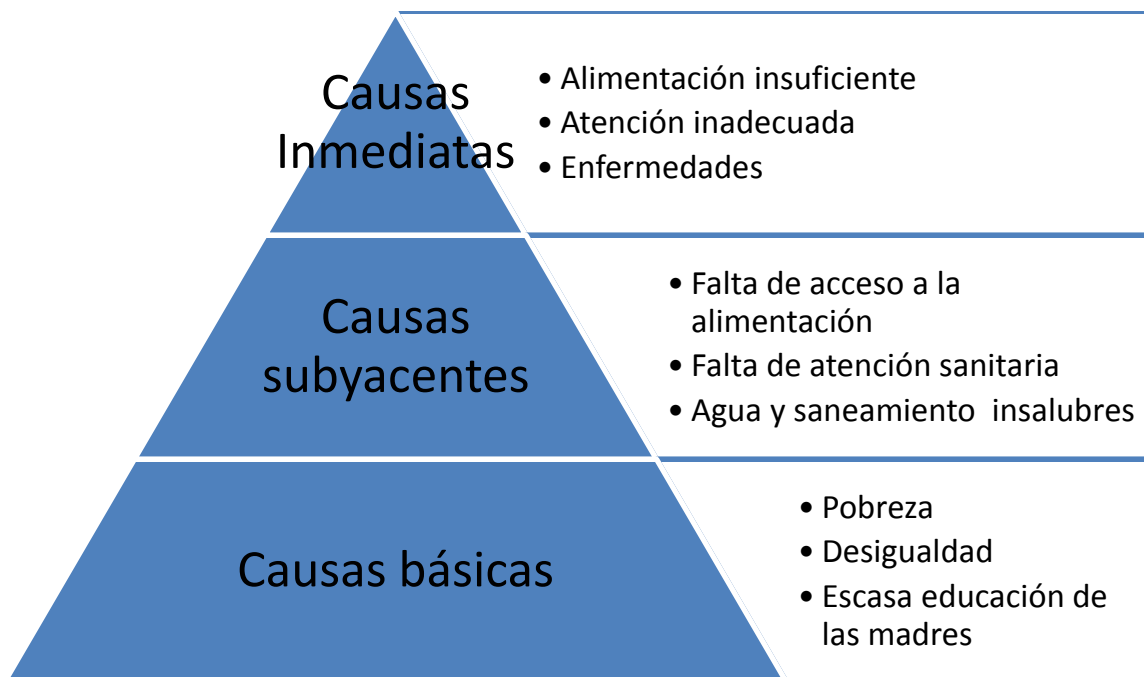 Causas
Inmediatas
• Alimentación insuficiente
• Atención inadecuada
• Enfermedades
Causas
subyacentes
• Falta de acceso a la
alimentación
• Falta de atención sanitaria
• Agua y saneamiento  insalubres
Causas básicas
• Pobreza
• Desigualdad
• Escasa educación de
las madres